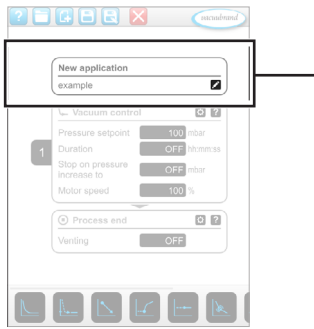 ?
vacuubrand
New application
example
Vacuum control ?
Pressure setpoint 100 mbar
1
Duration OFF hh:mm:ss
Stop on pressure
increase to OFF mbar
Motor speed 100 %
Process end ?
Venting OFF